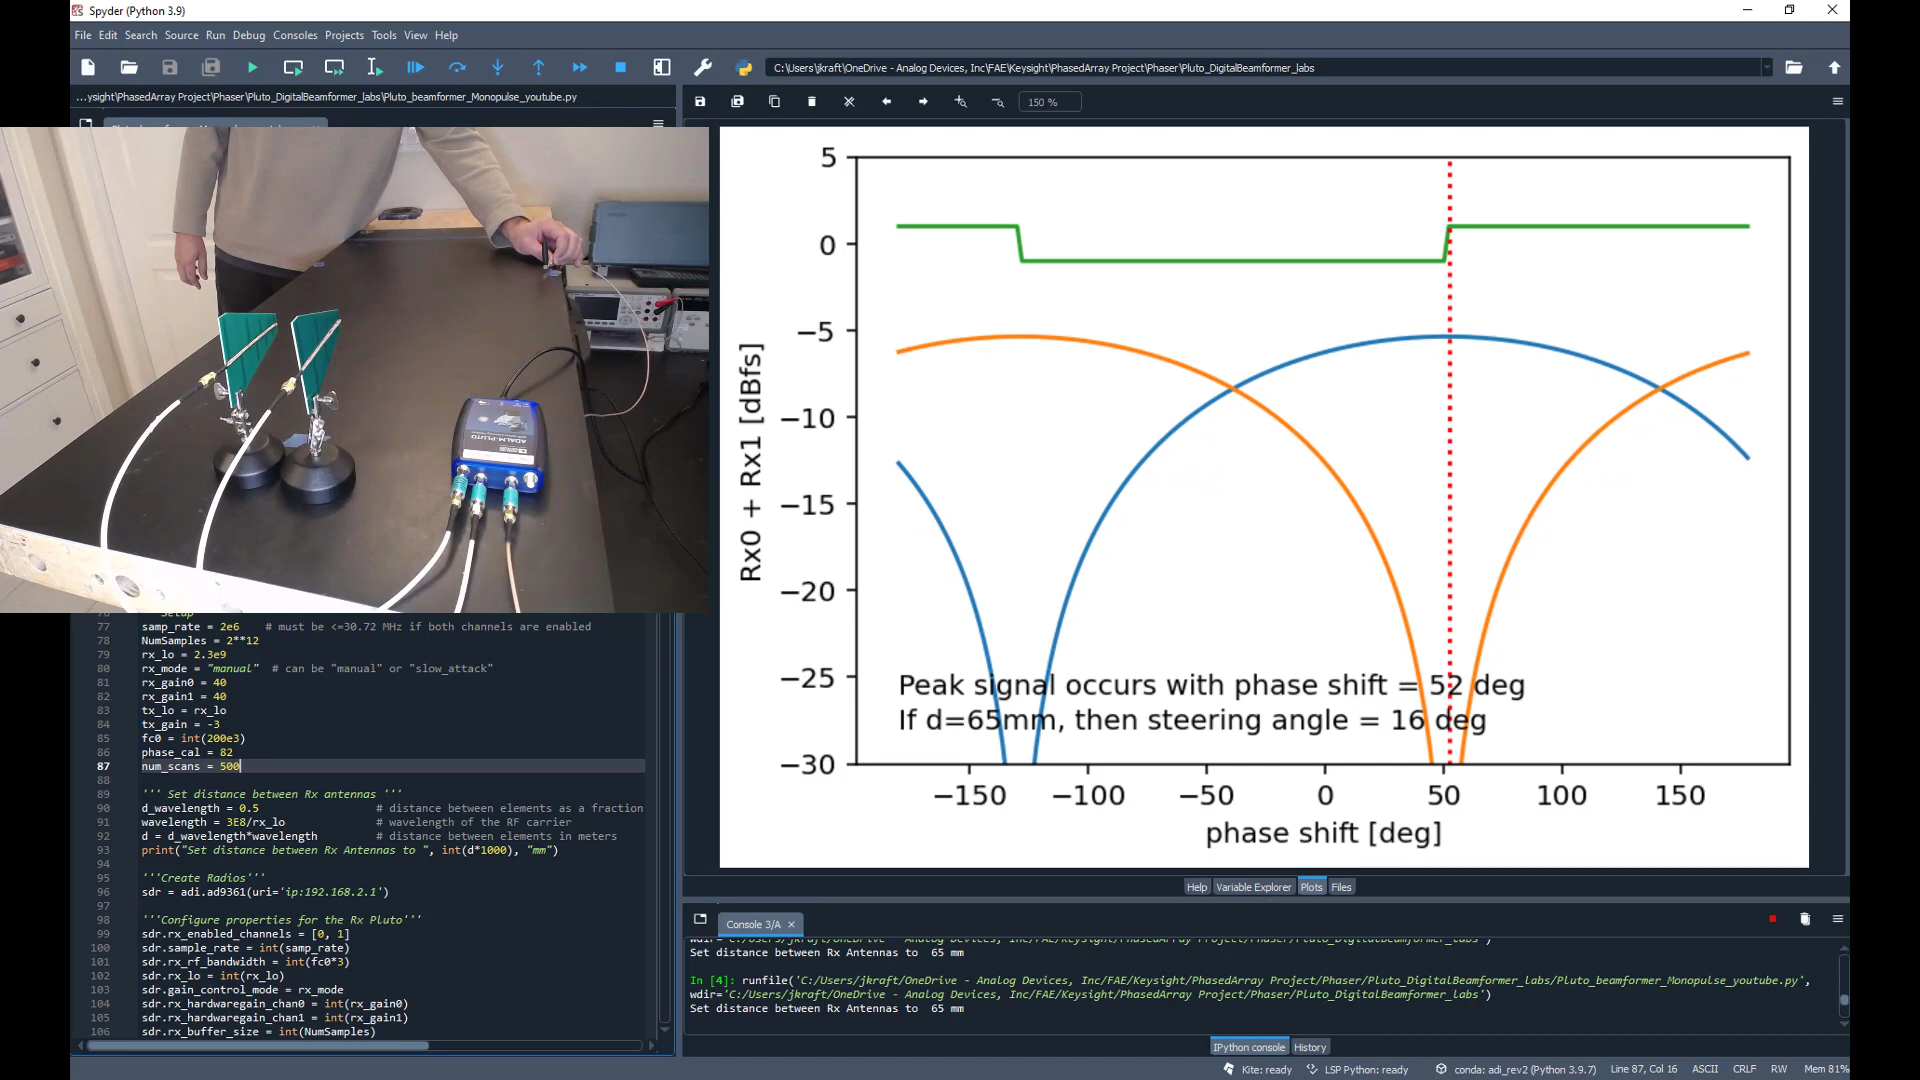 Spyder (Python 3.9)
File Edit Search Source Run Debug Consoles Projects Tools View Help
C:\Users\jkraft\OneDrive - Analog Devices, Inc\FAE\Keysight\PhasedArray Project\Phaser\Pluto_DigitalBeamformer_labs
...ysight\PhasedArray Project\Phaser\Pluto_DigitalBeamformer_labs\Pluto_beamformer_Monopulse_youtube.py
150 %
ADALM-PLUTO
77 samp_rate = 2e6 # must be <=30.72 MHz if both channels are enabled
78 NumSamples = 2**12
79 rx_lo = 2.3e9
80 rx_mode = "manual" # can be "manual" or "slow_attack"
81 rx_gain0 = 40
82 rx_gain1 = 40
83 tx_lo = rx_lo
84 tx_gain = -3
85 fc0 = int(200e3)
86 phase_cal = 82
87 num_scans = 500
88
89 ''' Set distance between Rx antennas '''
90 d_wavelength = 0.5 # distance between elements as a fraction
91 wavelength = 3E8/rx_lo # wavelength of the RF carrier
92 d = d_wavelength*wavelength # distance between elements in meters
93 print("Set distance between Rx Antennas to ", int(d*1000), "mm")
94
95 '''Create Radios'''
96 sdr = adi.ad9361(uri='ip:192.168.2.1')
97
98 '''Configure properties for the Rx Pluto'''
99 sdr.rx_enabled_channels = [0, 1]
100 sdr.sample_rate = int(samp_rate)
101 sdr.rx_rf_bandwidth = int(fc0*3)
102 sdr.rx_lo = int(rx_lo)
103 sdr.gain_control_mode = rx_mode
104 sdr.rx_hardwaregain_chan0 = int(rx_gain0)
105 sdr.rx_hardwaregain_chan1 = int(rx_gain1)
106 sdr.rx_buffer_size = int(NumSamples)
5
0
−5
−10
−15
−20
−25
−30
Rx0 + Rx1 [dBfs]
Peak signal occurs with phase shift = 52 deg
If d=65mm, then steering angle = 16 deg
−150 −100 −50 0 50 100 150
phase shift [deg]
Help Variable Explorer Plots Files
Console 3/A
wdir='C:/Users/jkraft/OneDrive - Analog Devices, Inc/FAE/Keysight/PhasedArray Project/Phaser/Pluto_DigitalBeamformer_labs')
Set distance between Rx Antennas to  65 mm
In [4]: runfile('C:/Users/jkraft/OneDrive - Analog Devices, Inc/FAE/Keysight/PhasedArray Project/Phaser/Pluto_DigitalBeamformer_labs/Pluto_beamformer_Monopulse_youtube.py',
wdir='C:/Users/jkraft/OneDrive - Analog Devices, Inc/FAE/Keysight/PhasedArray Project/Phaser/Pluto_DigitalBeamformer_labs')
Set distance between Rx Antennas to  65 mm
IPython console History
Kite: ready LSP Python: ready conda: adi_rev2 (Python 3.9.7) Line 87, Col 16 ASCII CRLF RW Mem 81%